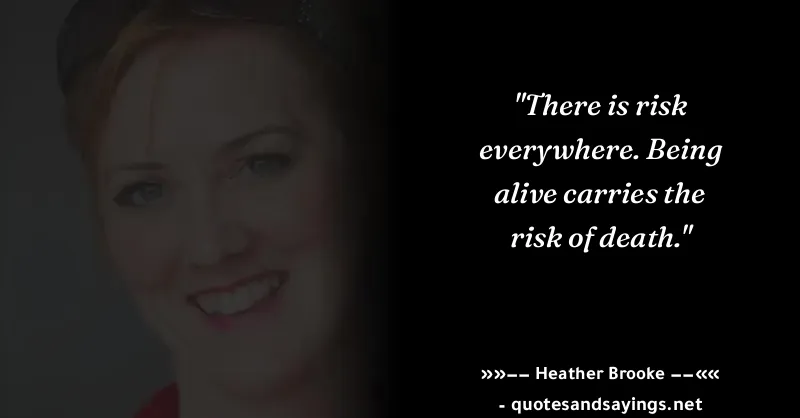 "There is risk
everywhere. Being
alive carries the
risk of death."
»»−− Heather Brooke −−««
- quotesandsayings.net